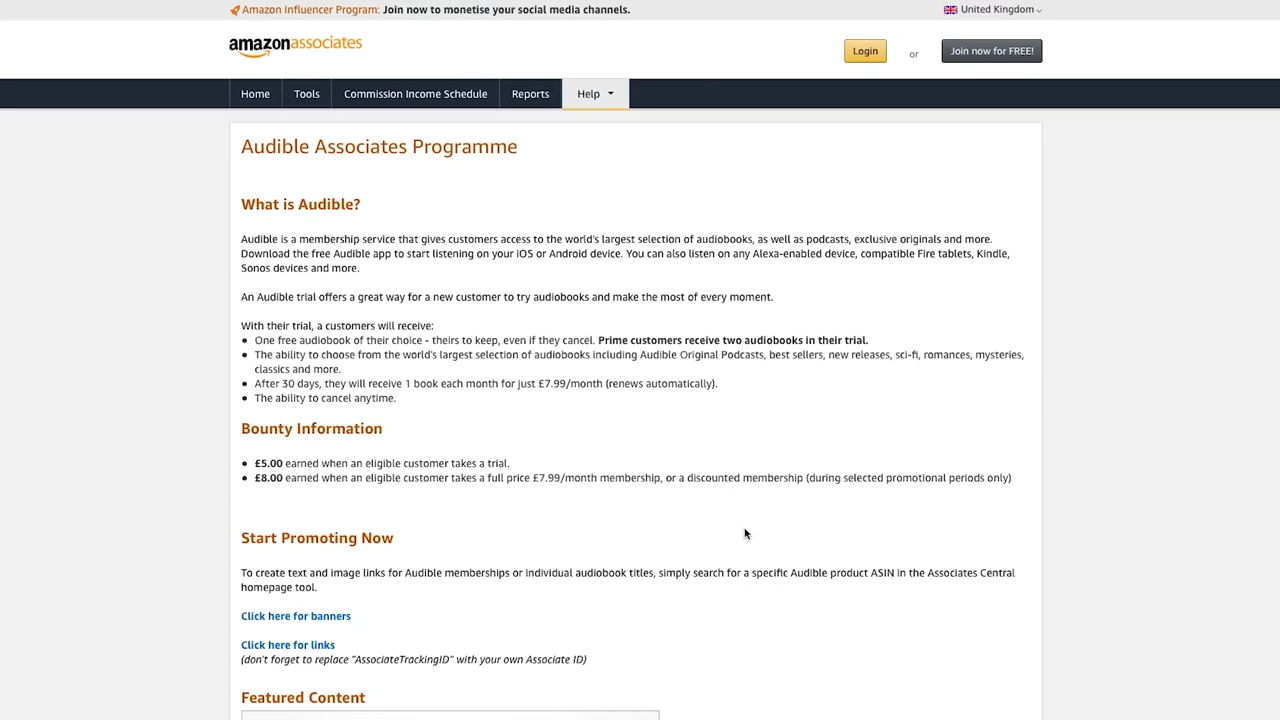 Amazon Influencer Program: Join now to monetise your social media channels.
United Kingdom
amazonassociates
Login
or
Join now for FREE!
Home
Tools
Commission Income Schedule
Reports
Help
Audible Associates Programme
What is Audible?
Audible is a membership service that gives customers access to the world's largest selection of audiobooks, as well as podcasts, exclusive originals and more.
Download the free Audible app to start listening on your iOS or Android device. You can also listen on any Alexa-enabled device, compatible Fire tablets, Kindle,
Sonos devices and more.
An Audible trial offers a great way for a new customer to try audiobooks and make the most of every moment.
With their trial, a customers will receive:
• One free audiobook of their choice - theirs to keep, even if they cancel. Prime customers receive two audiobooks in their trial.
• The ability to choose from the world's largest selection of audiobooks including Audible Original Podcasts, best sellers, new releases, sci-fi, romances, mysteries,
classics and more.
• After 30 days, they will receive 1 book each month for just £7.99/month (renews automatically).
• The ability to cancel anytime.
Bounty Information
• £5.00 earned when an eligible customer takes a trial.
• £8.00 earned when an eligible customer takes a full price £7.99/month membership, or a discounted membership (during selected promotional periods only)
Start Promoting Now
To create text and image links for Audible memberships or individual audiobook titles, simply search for a specific Audible product ASIN in the Associates Central
homepage tool.
Click here for banners
Click here for links
(don't forget to replace "AssociateTrackingID" with your own Associate ID)
Featured Content